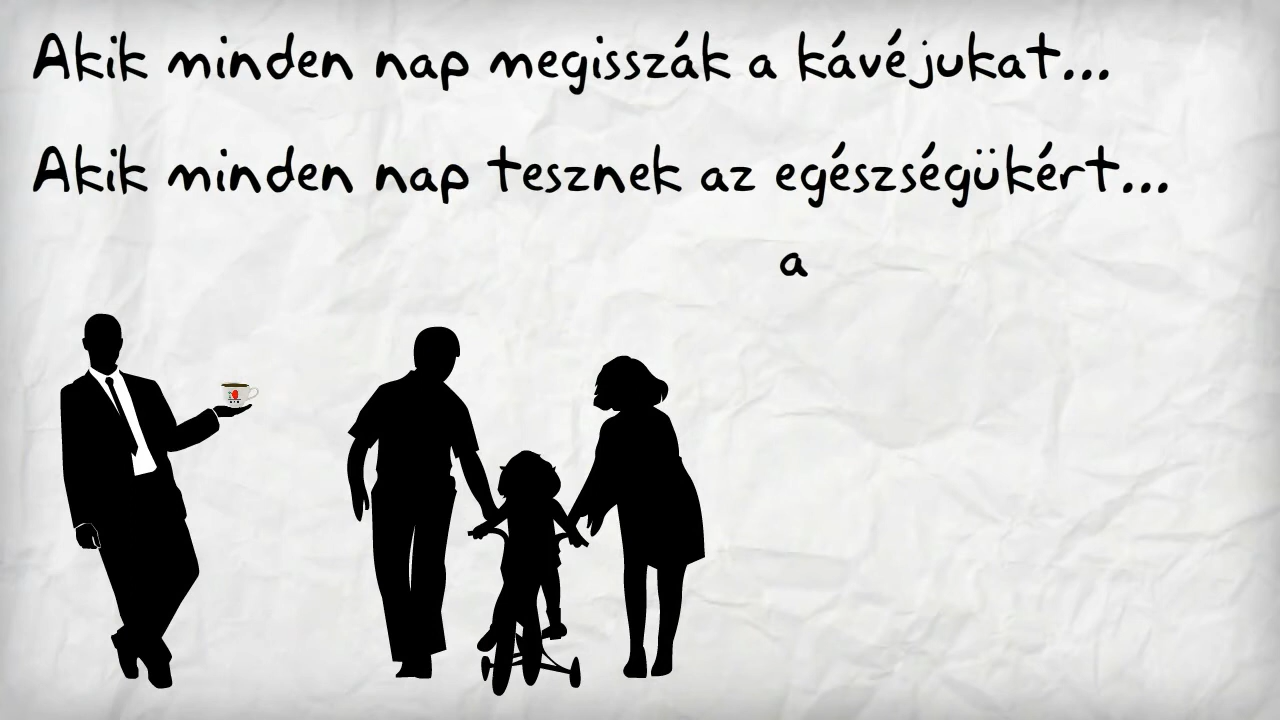 Akik minden nap megisszák a kávéjukat...
Akik minden nap tesznek az egészségükért...
a